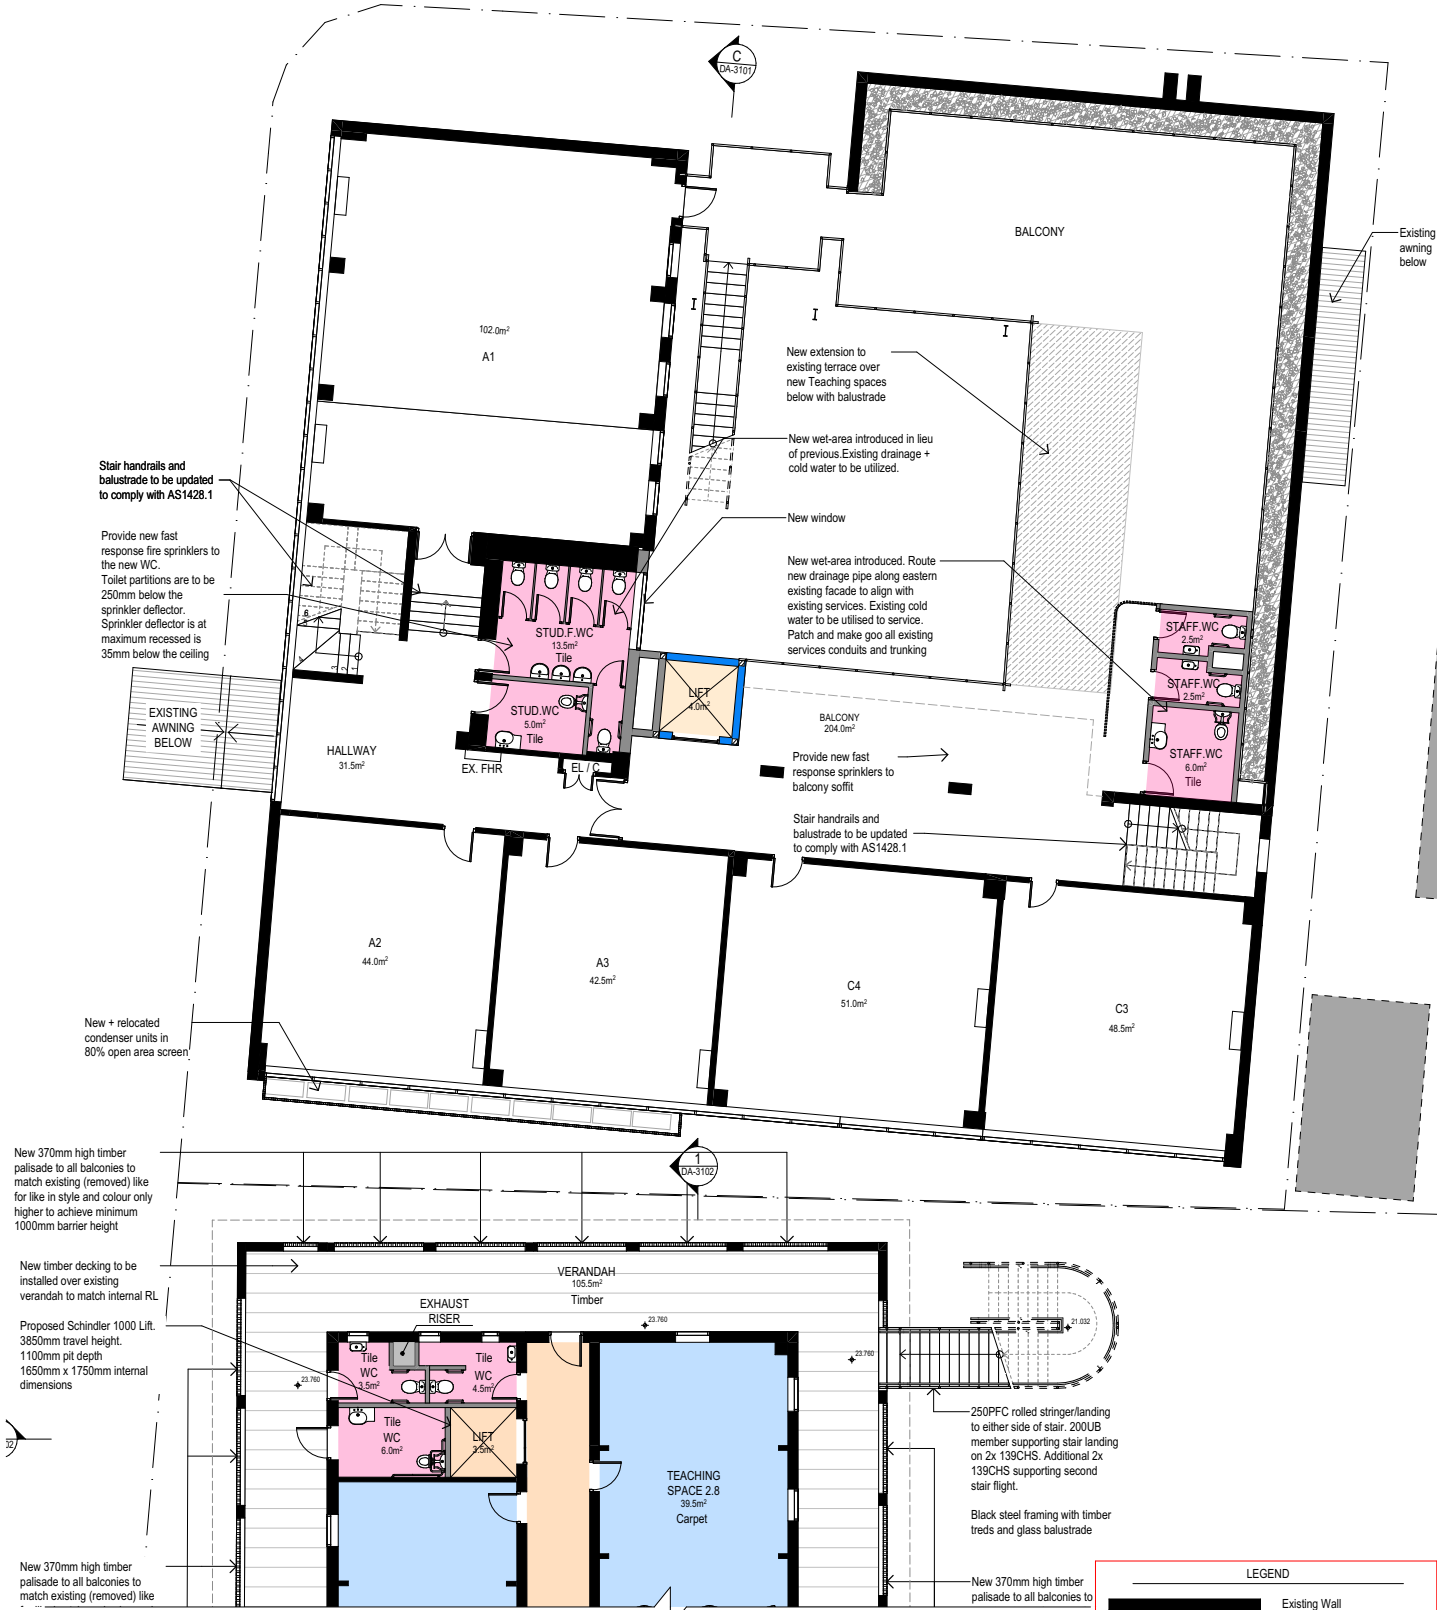 C
DA-3101
BALCONY
Existing
awning
below
102.0m²
A1
New extension to
existing terrace over
new Teaching spaces
below with balustrade
New wet-area introduced in lieu
of previous.Existing drainage +
cold water to be utilized.
Stair handrails and
balustrade to be updated
to comply with AS1428.1
New window
Provide new fast
response fire sprinklers to
the new WC.
Toilet partitions are to be
250mm below the
sprinkler deflector.
Sprinkler deflector is at
maximum recessed is
35mm below the ceiling
New wet-area introduced. Route
new drainage pipe along eastern
existing facade to align with
existing services. Existing cold
water to be utilised to service.
Patch and make goo all existing
services conduits and trunking
STUD.F.WC
13.5m²
Tile
STAFF.WC
2.5m²
STAFF.WC
2.5m²
LIFT
4.0m²
STUD.WC
5.0m²
Tile
EXISTING
AWNING
BELOW
BALCONY
204.0m²
HALLWAY
31.5m²
STAFF.WC
6.0m²
Tile
EX. FHR
EL / C
Provide new fast
response sprinklers to
balcony soffit
3
2
1
Stair handrails and
balustrade to be updated
to comply with AS1428.1
A2
44.0m²
A3
42.5m²
C4
51.0m²
C3
48.5m²
New + relocated
condenser units in
80% open area screen
1
DA-3102
New 370mm high timber
palisade to all balconies to
match existing (removed) like
for like in style and colour only
higher to achieve minimum
1000mm barrier height
New timber decking to be
installed over existing
verandah to match internal RL
VERANDAH
105.5m²
Timber
EXHAUST
RISER
23.760
21.032
Proposed Schindler 1000 Lift.
3850mm travel height.
1100mm pit depth
1650mm x 1750mm internal
dimensions
Tile
WC
3.5m²
Tile
WC
4.5m²
23.760
23.760
Tile
WC
6.0m²
LIFT
3.5m²
02
250PFC rolled stringer/landing
to either side of stair. 200UB
member supporting stair landing
on 2x 139CHS. Additional 2x
139CHS supporting second
stair flight.
Black steel framing with timber
treds and glass balustrade
TEACHING
SPACE 2.8
39.5m²
Carpet
New 370mm high timber
palisade to all balconies to
match existing (removed) like
New 370mm high timber
palisade to all balconies to
LEGEND
Existing Wall